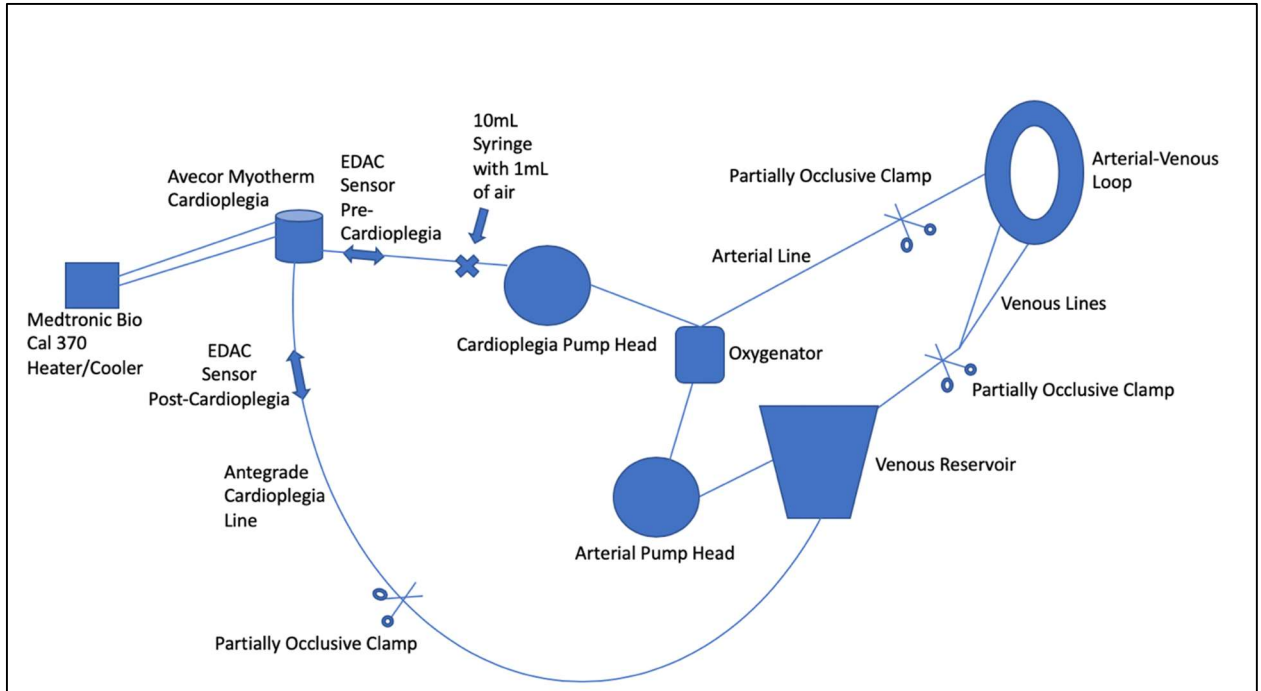 10mL
Syringe
with 1mL
of air
EDAC
Sensor
Pre-
Cardioplegia
Avecor Myotherm
Cardioplegia
Partially Occlusive Clamp
Arterial-Venous
Loop
Arterial Line
Venous Lines
Medtronic Bio
Cal 370
Heater/Cooler
EDAC
Sensor
Post-Cardioplegia
Cardioplegia Pump Head
Oxygenator
Partially Occlusive Clamp
Venous Reservoir
Antegrade
Cardioplegia
Line
Arterial Pump Head
Partially Occlusive Clamp